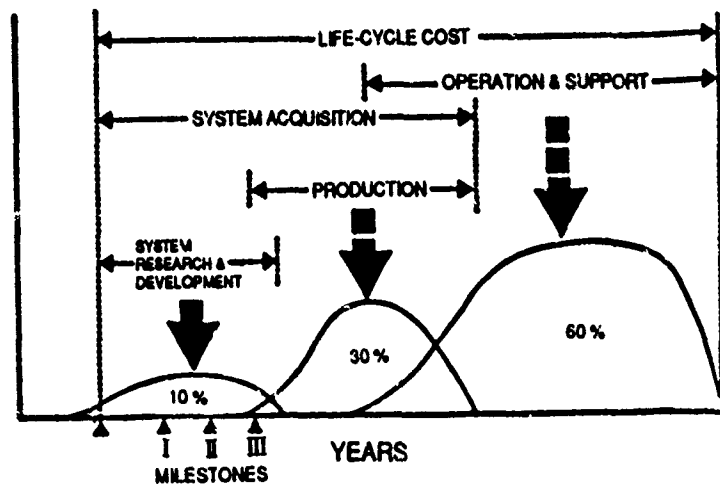 LIFE-CYCLE COST
OPERATION & SUPPORT
SYSTEM ACQUISITION
PRODUCTION
SYSTEM
RESEARCH &
DEVELOPMENT
10 %
30 %
60 %
I II III
MILESTONES
YEARS